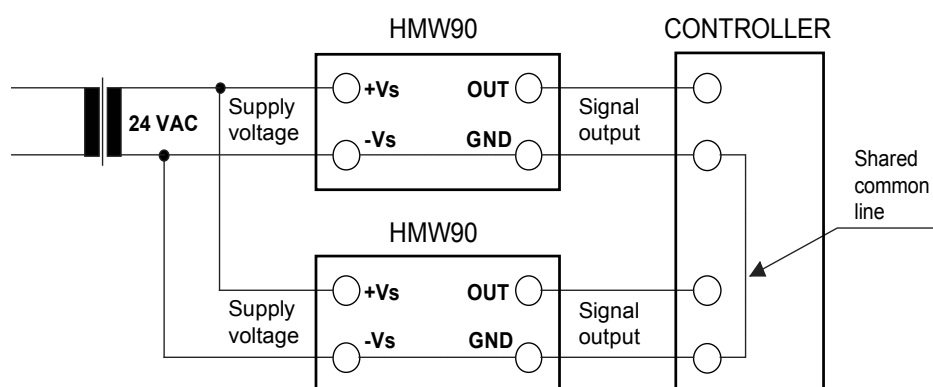 HMW90
CONTROLLER
+Vs
OUT
Supply
voltage
Signal
output
24 VAC
-Vs
GND
Shared
common
line
HMW90
+Vs
OUT
Supply
voltage
Signal
output
-Vs
GND